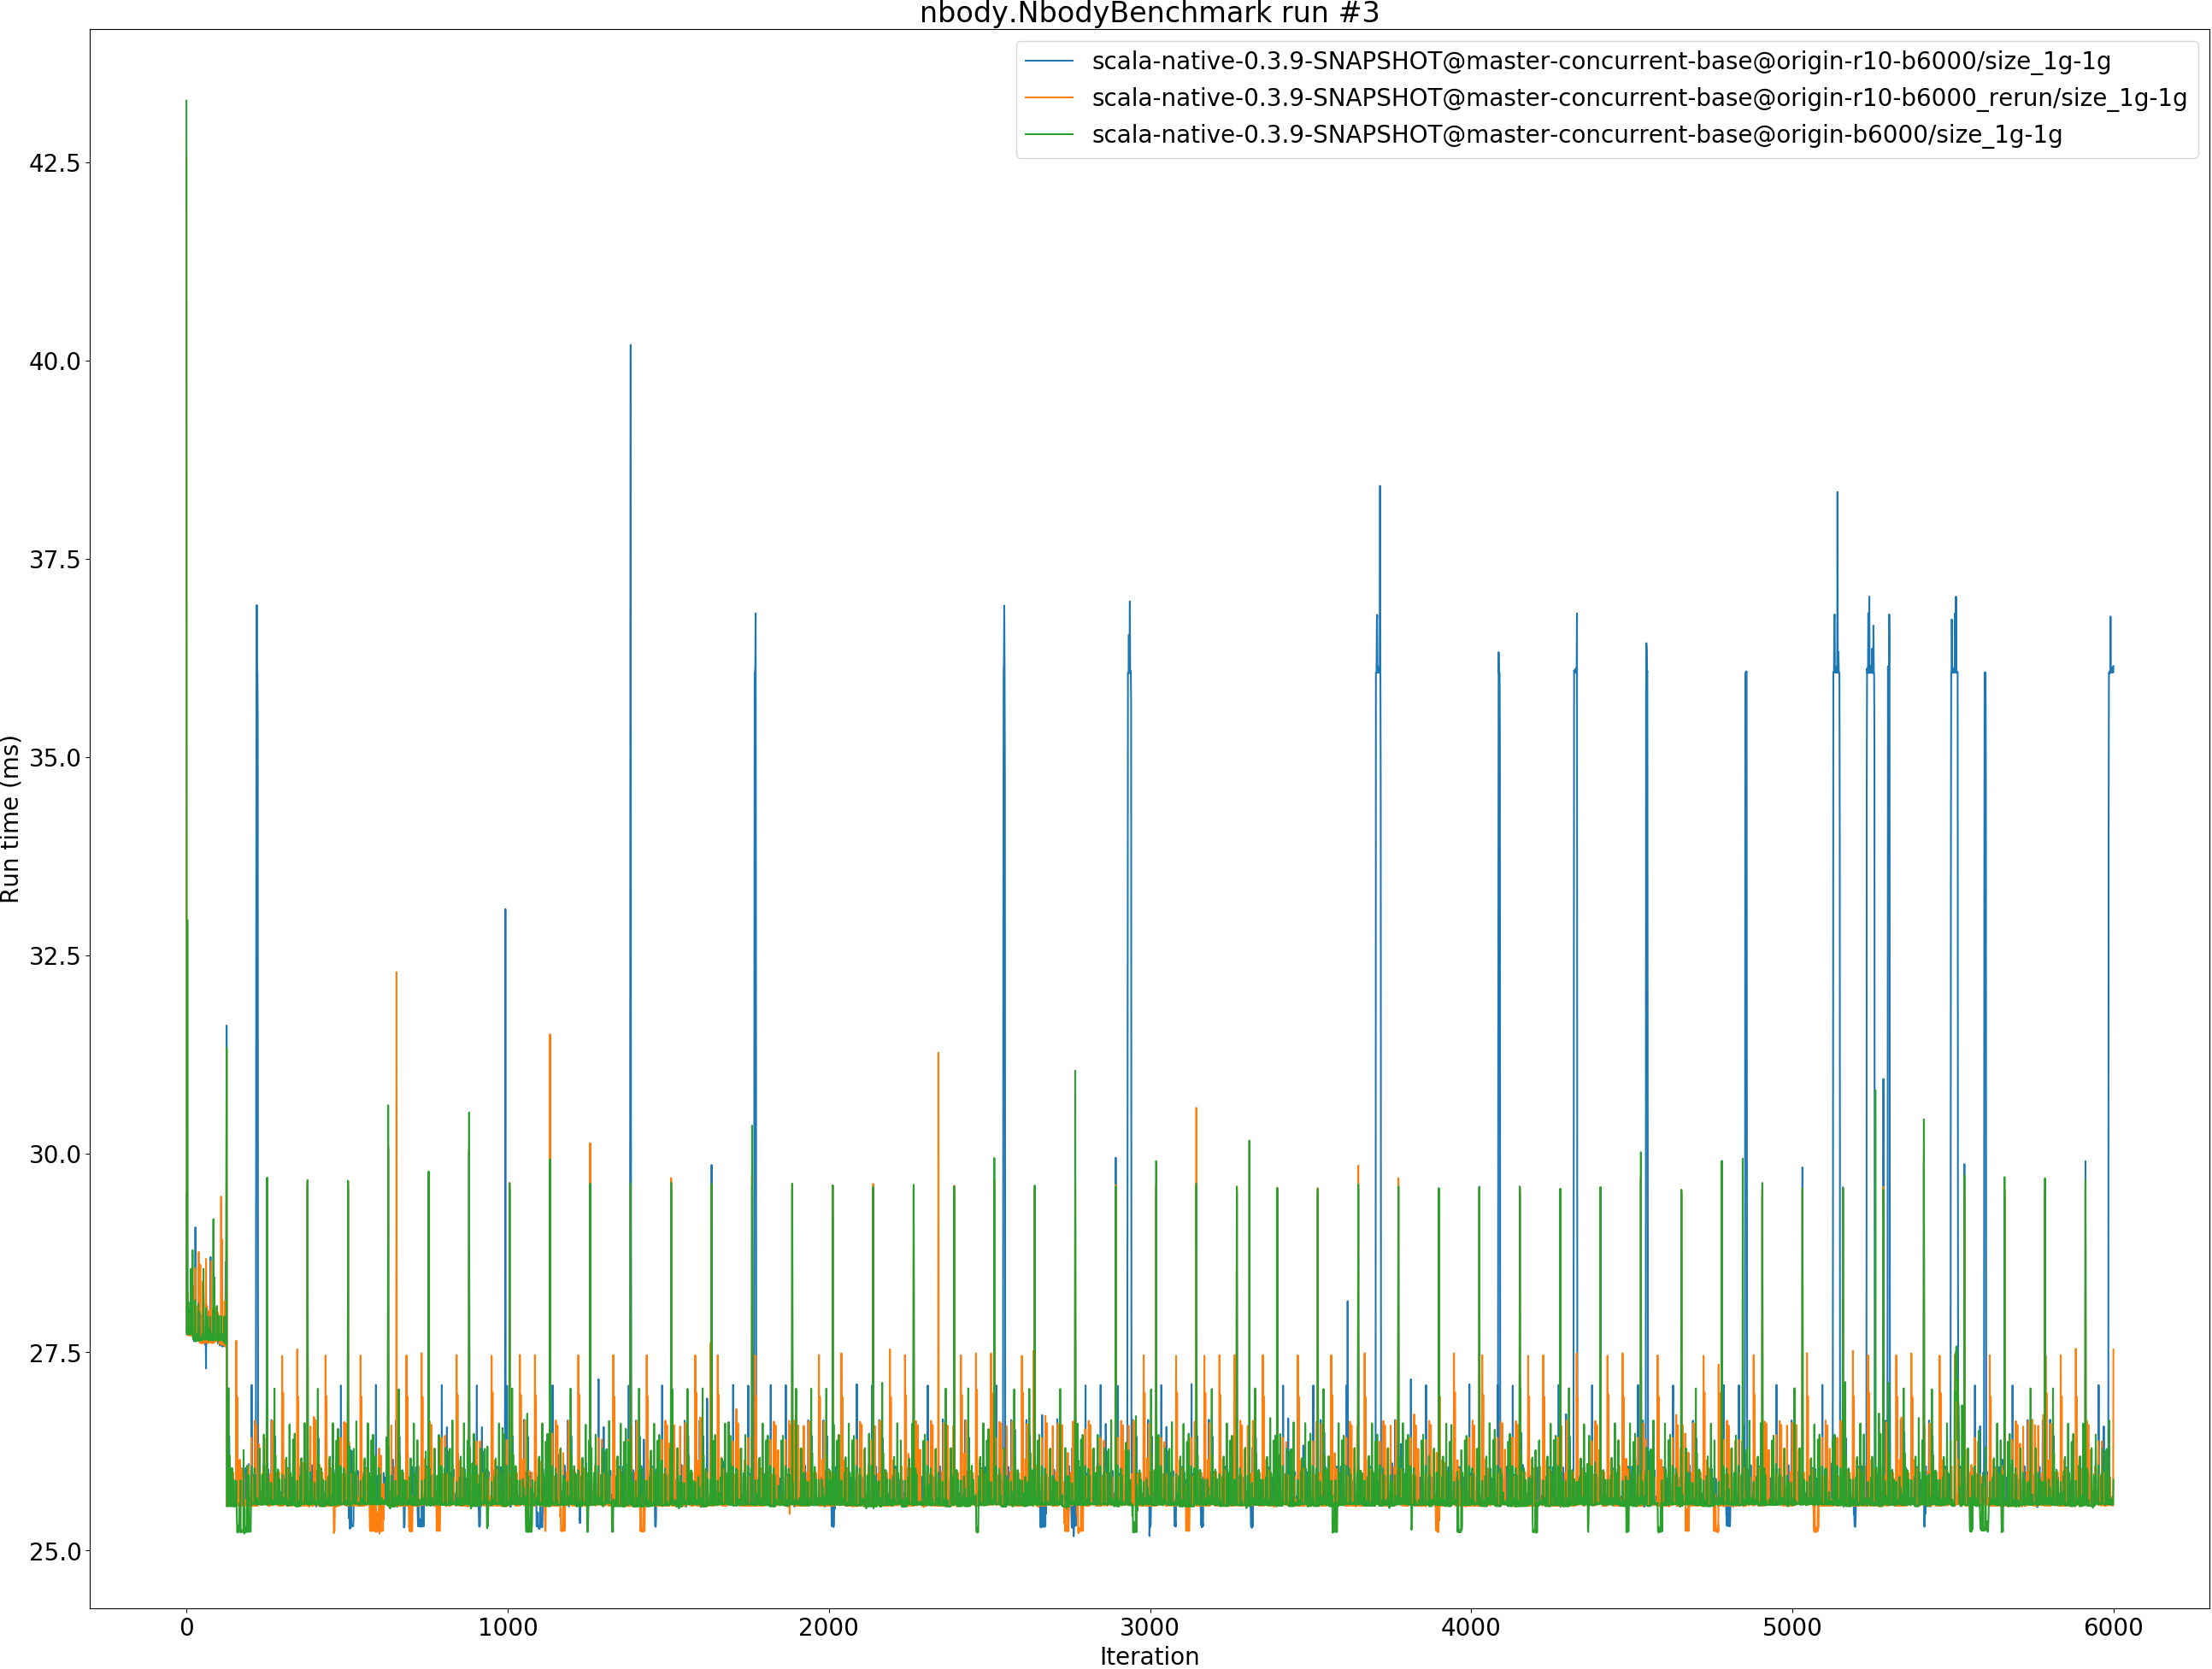 nbody.NbodyBenchmark run #3
scala-native-0.3.9-SNAPSHOT@master-concurrent-base@origin-r10-b6000/size_1g-1g
scala-native-0.3.9-SNAPSHOT@master-concurrent-base@origin-r10-b6000_rerun/size_1g-1g
scala-native-0.3.9-SNAPSHOT@master-concurrent-base@origin-b6000/size_1g-1g
Run time (ms)
42.5
40.0
37.5
35.0
32.5
30.0
27.5
25.0
0 1000 2000 3000 4000 5000 6000
Iteration